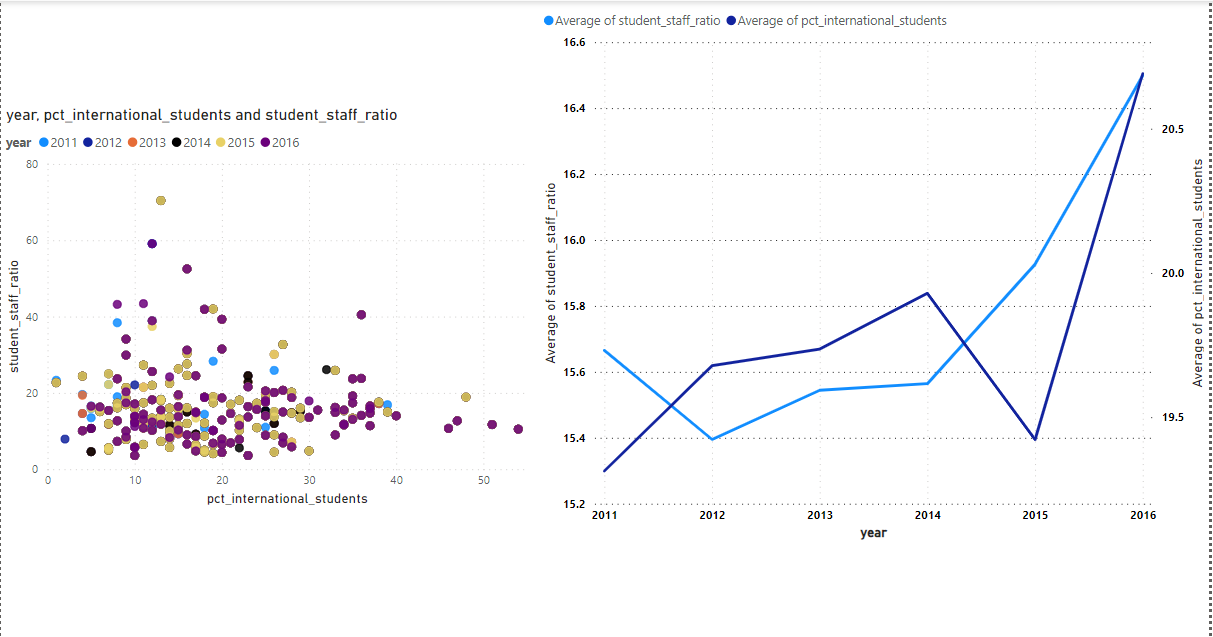 year, pct_international_students and student_staff_ratio
year 2011 2012 2013 2014 2015 2016
80
60
40
20
0
student_staff_ratio
0 10 20 30 40 50
pct_international_students
Average of student_staff_ratio Average of pct_international_students
16.6
16.4
16.2
16.0
15.8
15.6
15.4
15.2
Average of student_staff_ratio
20.5
20.0
19.5
Average of pct_international_students
2011 2012 2013 2014 2015 2016
year